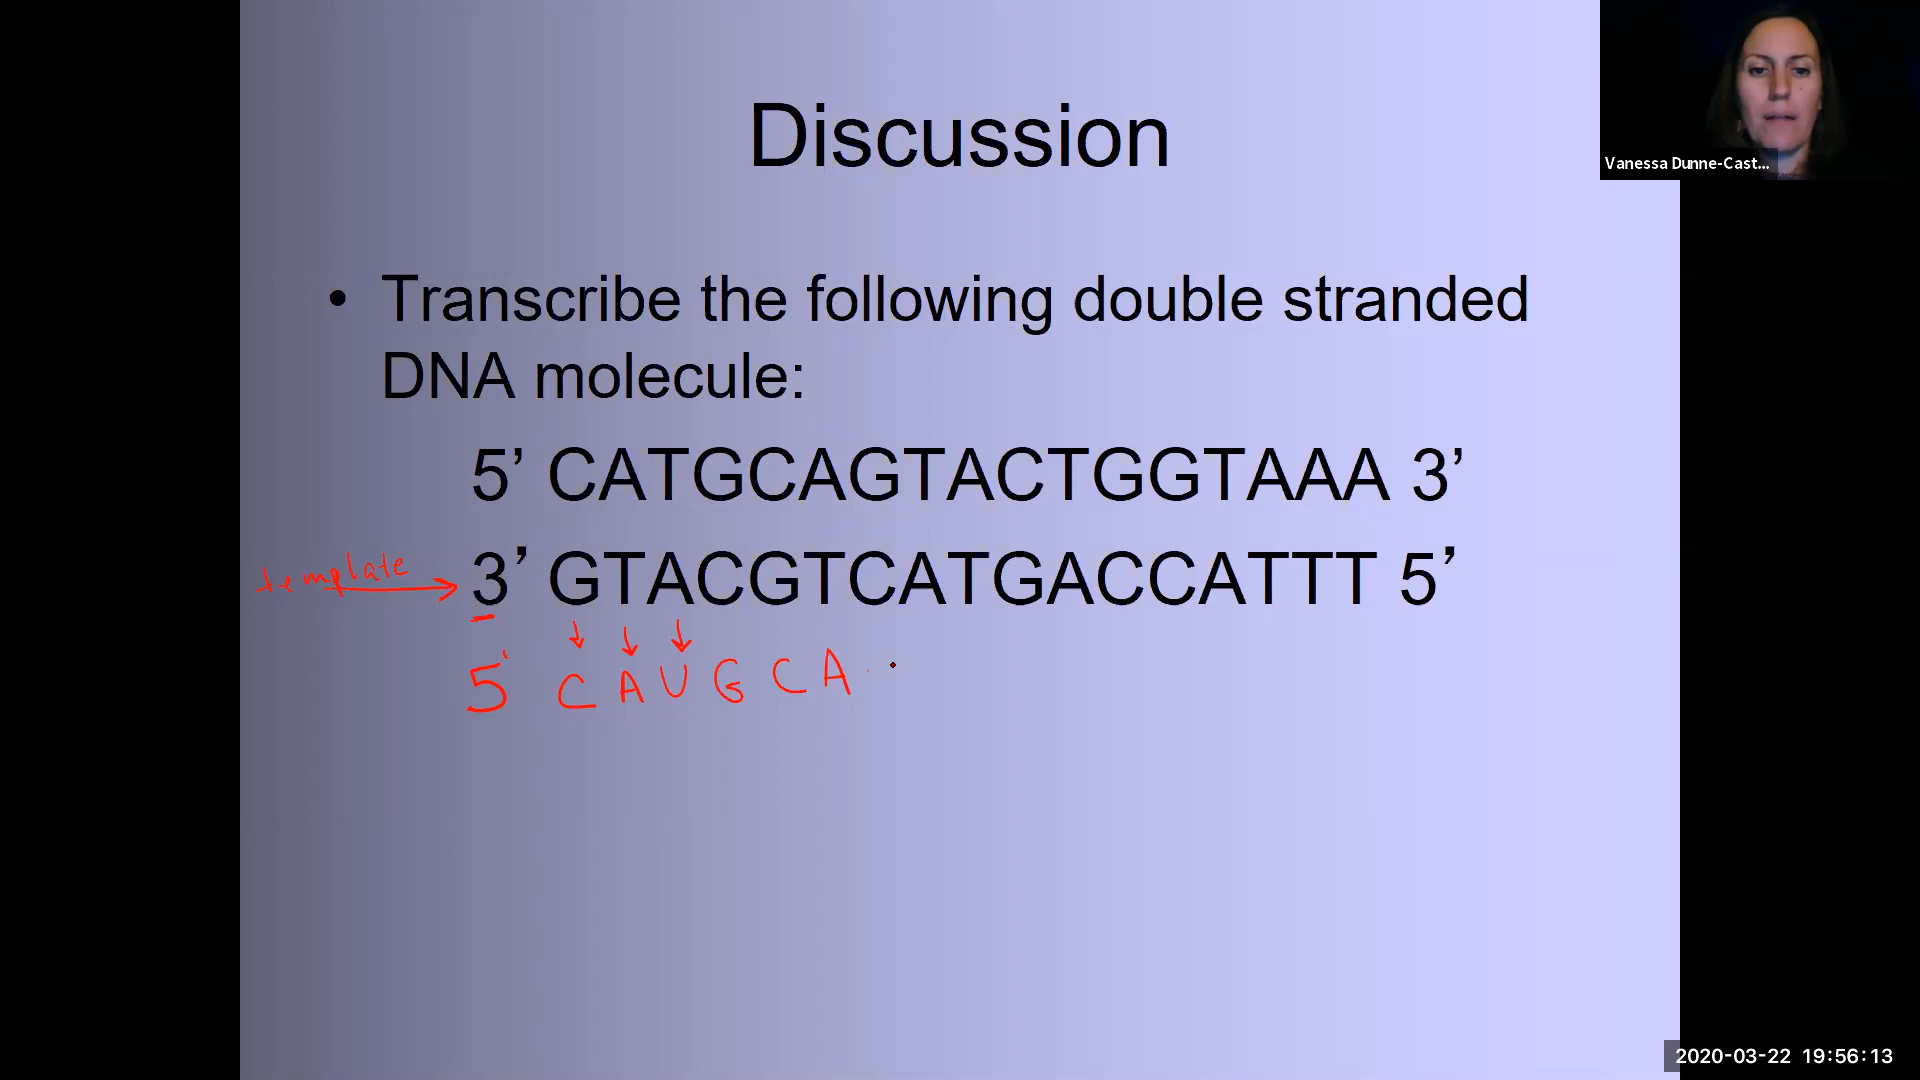 Discussion
Vanessa Dunne-Cast...
• Transcribe the following double stranded
DNA molecule:
5’ CATGCAGTACTGGTAAA 3’
template
3’ GTACGTCATGACCATTT 5’
5' C A U G C A
2020-03-22 19:56:13